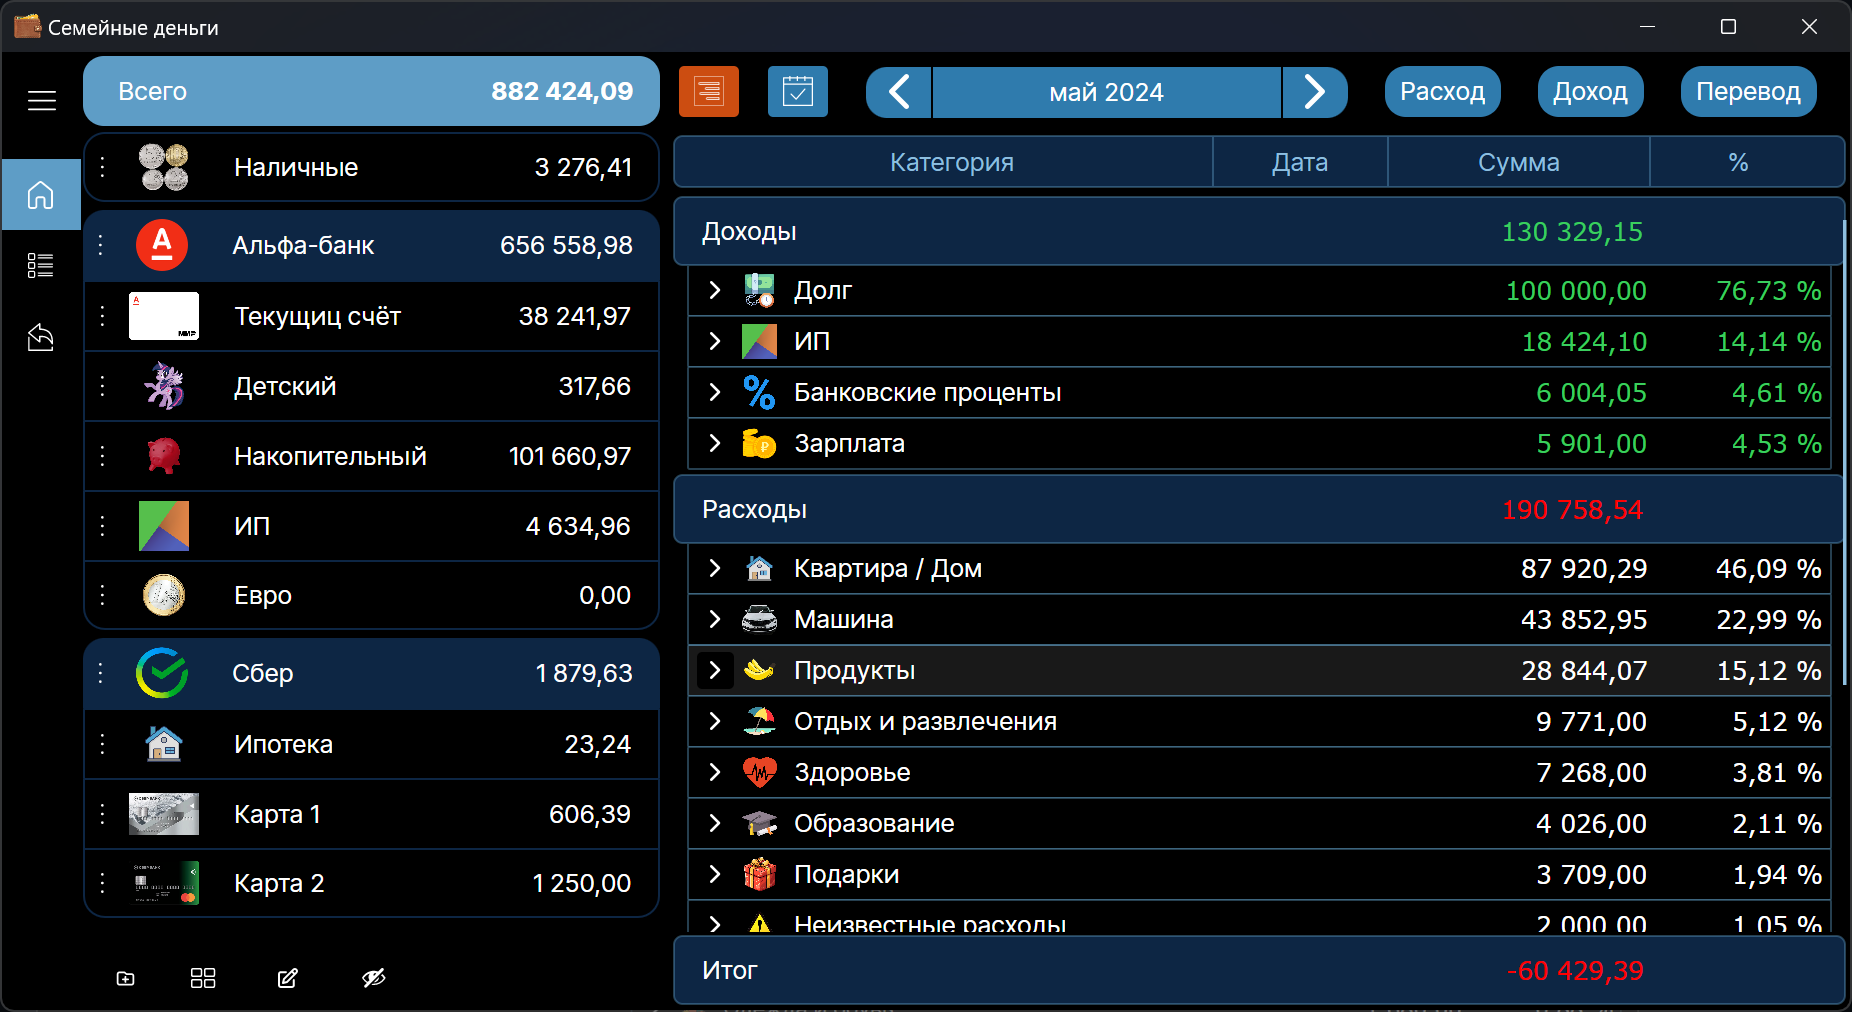 Семейные деньги
Всего 882 424,09
Наличные 3 276,41
Альфа-банк 656 558,98
Текущиц счёт 38 241,97
Детский 317,66
Накопительный 101 660,97
ИП 4 634,96
Евро 0,00
Сбер 1 879,63
Ипотека 23,24
Карта 1 606,39
Карта 2 1 250,00
май 2024
Расход
Доход
Перевод
Категория Дата Сумма %
Доходы 130 329,15
Долг 100 000,00 76,73 %
ИП 18 424,10 14,14 %
Банковские проценты 6 004,05 4,61 %
Зарплата 5 901,00 4,53 %
Расходы 190 758,54
Квартира / Дом 87 920,29 46,09 %
Машина 43 852,95 22,99 %
Продукты 28 844,07 15,12 %
Отдых и развлечения 9 771,00 5,12 %
Здоровье 7 268,00 3,81 %
Образование 4 026,00 2,11 %
Подарки 3 709,00 1,94 %
Неизвестные расходы 2 000,00 1,05 %
Итог -60 429,39